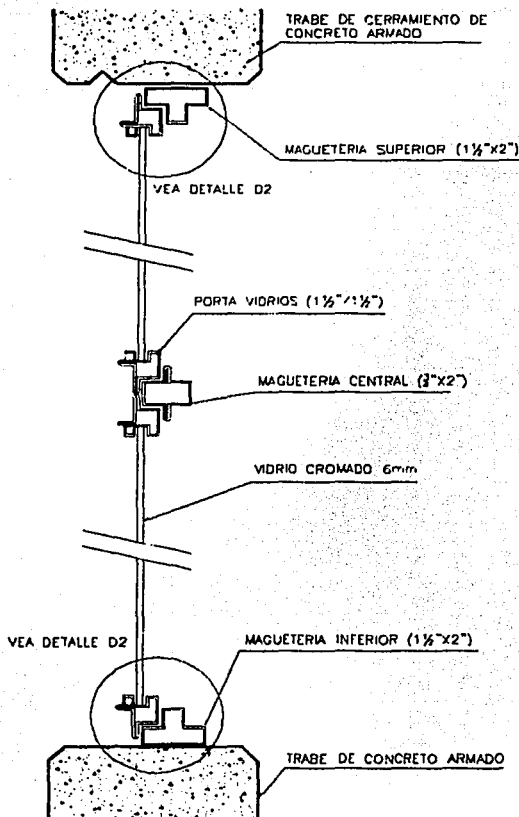 TRABE DE CERRAMIENTO DE
CONCRETO ARMADO
MAGUETERIA SUPERIOR (1½"X2")
VEA DETALLE D2
PORTA VIDRIOS (1½"/1½")
MAGUETERIA CENTRAL ("X2")
VIDRIO CROMADO 6mm
VEA DETALLE D2
MAGUETERIA INFERIOR (1½"X2")
TRABE DE CONCRETO ARMADO